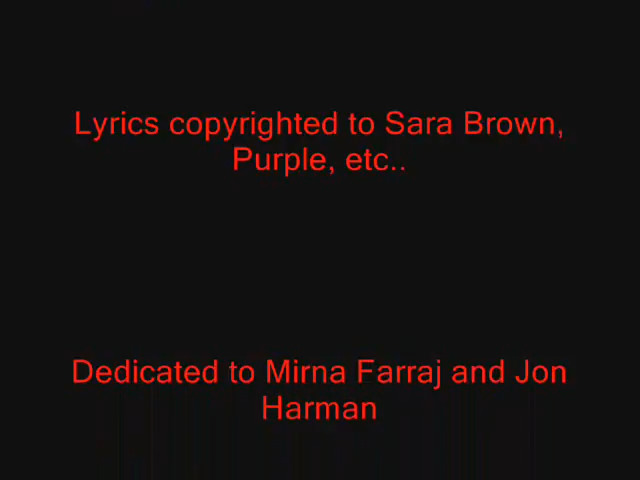 Lyrics copyrighted to Sara Brown,
Purple, etc..
Dedicated to Mirna Farraj and Jon
Harman